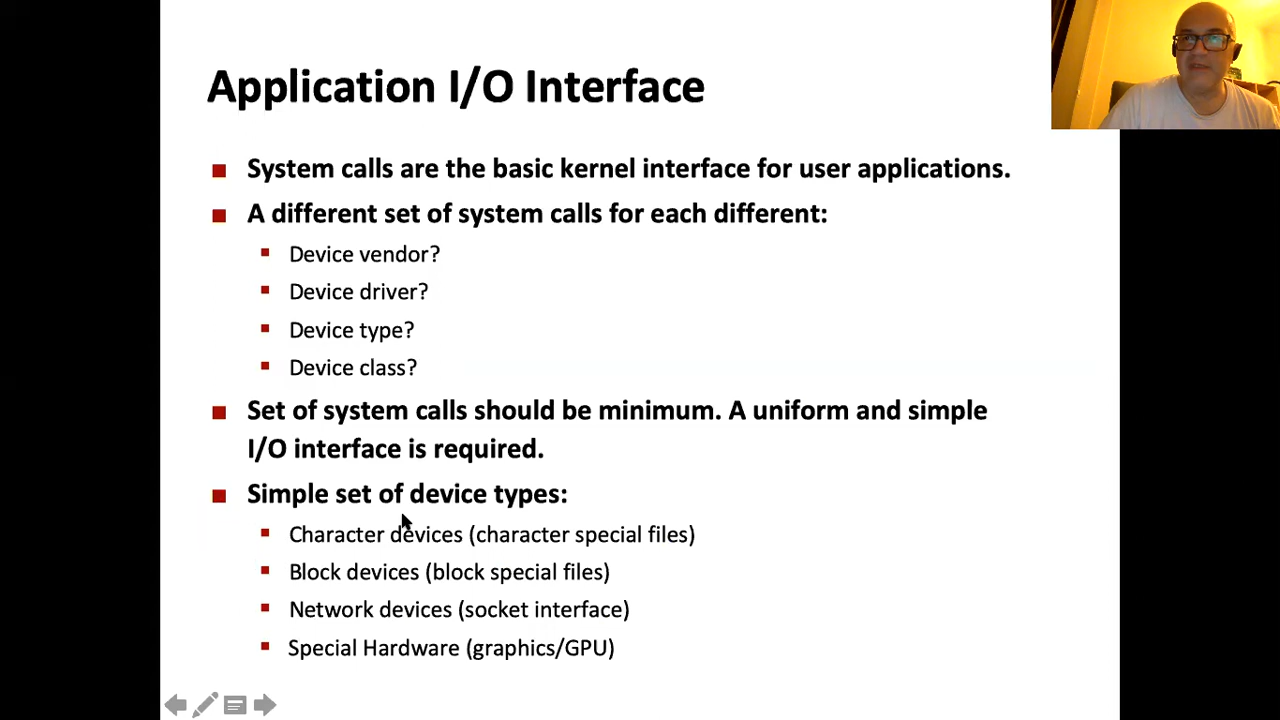 Application I/O Interface
System calls are the basic kernel interface for user applications.
A different set of system calls for each different:
Device vendor?
Device driver?
Device type?
Device class?
Set of system calls should be minimum. A uniform and simple
I/O interface is required.
Simple set of device types:
Character devices (character special files)
Block devices (block special files)
Network devices (socket interface)
Special Hardware (graphics/GPU)